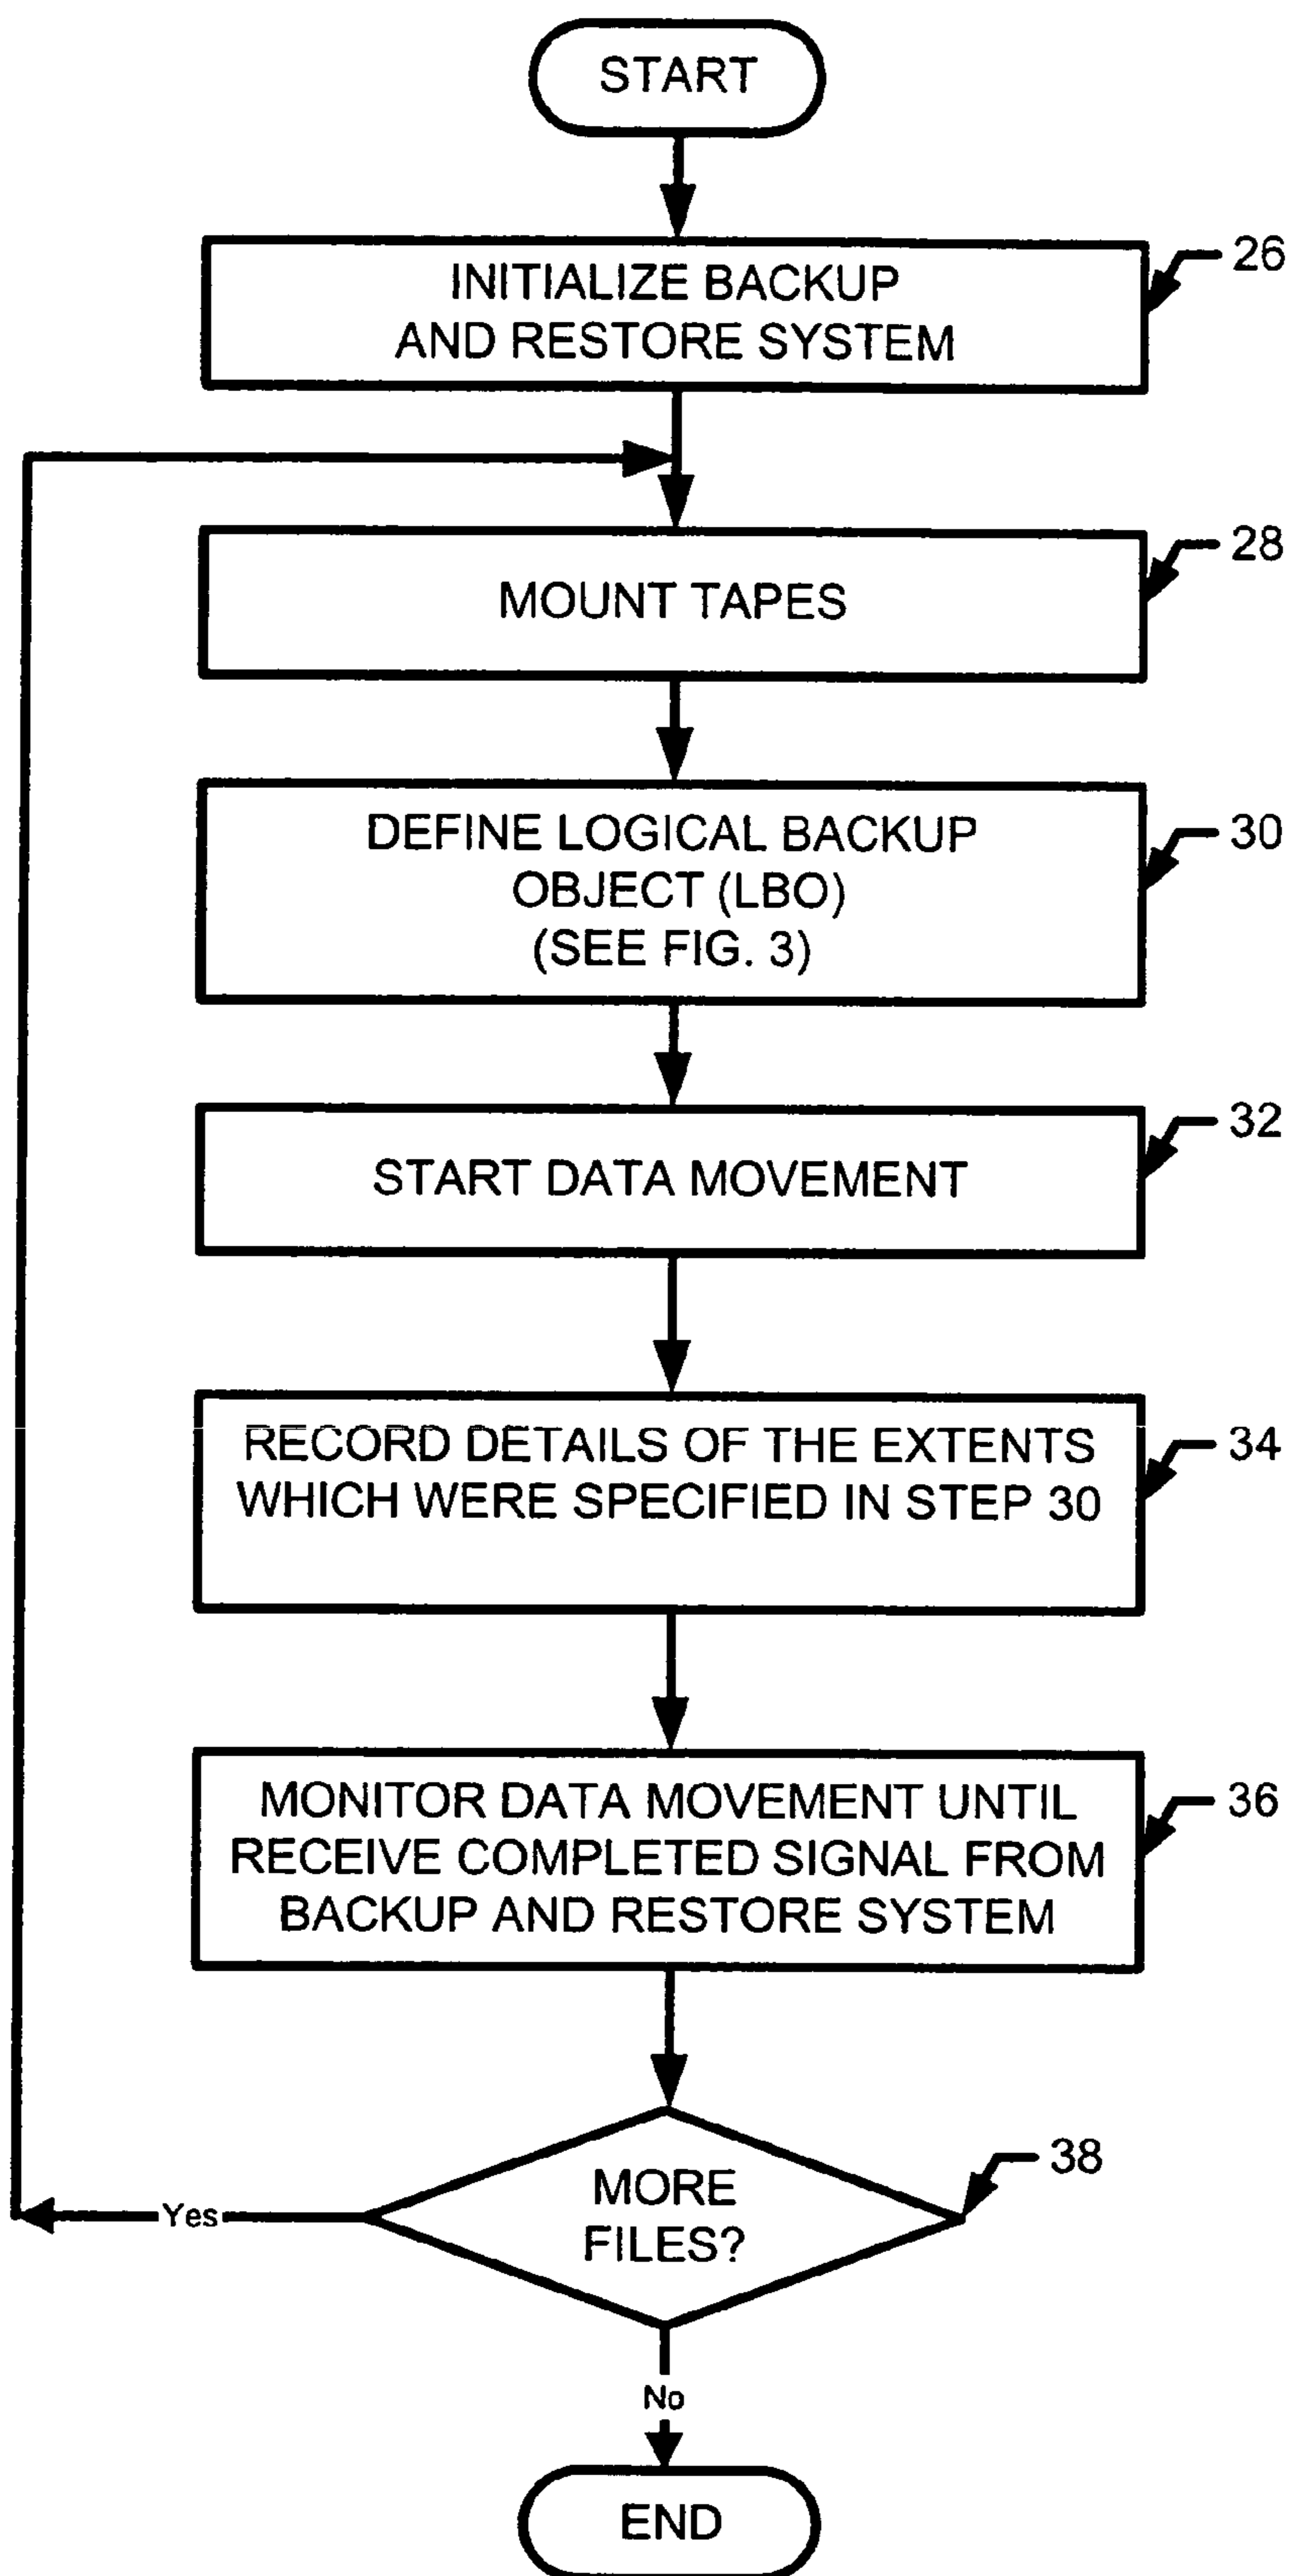 START
INITIALIZE BACKUP
AND RESTORE SYSTEM
26
MOUNT TAPES
28
DEFINE LOGICAL BACKUP
OBJECT (LBO)
(SEE FIG. 3)
30
START DATA MOVEMENT
32
RECORD DETAILS OF THE EXTENTS
WHICH WERE SPECIFIED IN STEP 30
34
MONITOR DATA MOVEMENT UNTIL
RECEIVE COMPLETED SIGNAL FROM
BACKUP AND RESTORE SYSTEM
36
MORE
FILES?
38
Yes
No
END